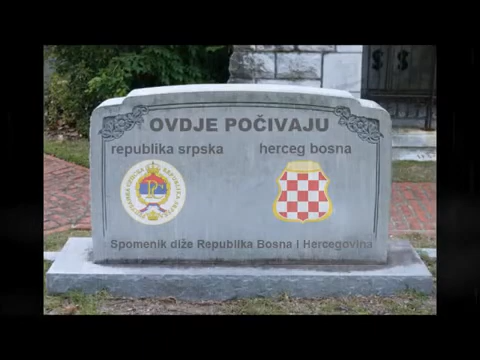 OVDJE POČIVAJU
republika srpska herceg bosna
Spomenik diže Republika Bosna i Hercegovina